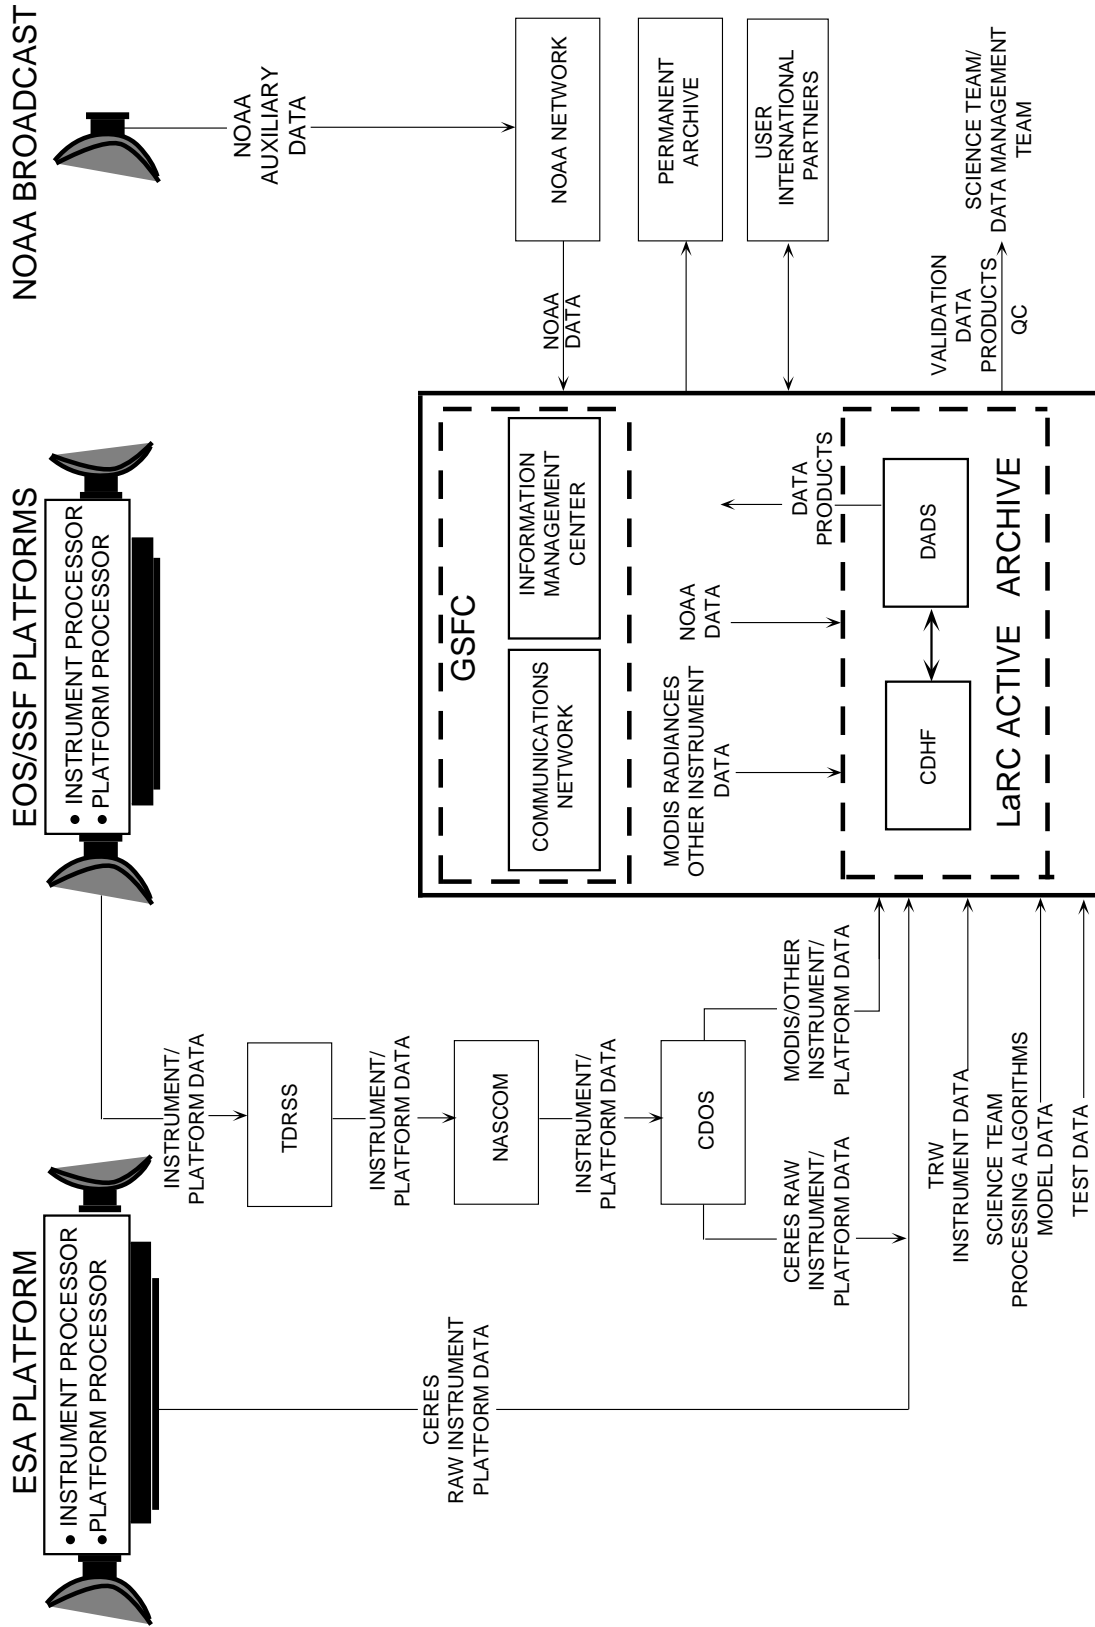 ESA PLATFORM
EOS/SSF PLATFORMS
NOAA BROADCAST
• INSTRUMENT PROCESSOR
• PLATFORM PROCESSOR
• INSTRUMENT PROCESSOR
• PLATFORM PROCESSOR
NOAA
AUXILIARY
DATA
INSTRUMENT/
PLATFORM DATA
TDRSS
INSTRUMENT/
PLATFORM DATA
NASCOM
INSTRUMENT/
PLATFORM DATA
CDOS
CERES
RAW INSTRUMENT
PLATFORM DATA
CERES RAW
INSTRUMENT/
PLATFORM DATA
MODIS/OTHER
INSTRUMENT/
PLATFORM DATA
TRW
INSTRUMENT DATA
SCIENCE TEAM
PROCESSING ALGORITHMS
MODEL DATA
TEST DATA
GSFC
COMMUNICATIONS
NETWORK
INFORMATION
MANAGEMENT
CENTER
MODIS RADIANCES
OTHER INSTRUMENT
DATA
NOAA
DATA
DATA
PRODUCTS
CDHF
DADS
LaRC ACTIVE ARCHIVE
NOAA
DATA
NOAA NETWORK
PERMANENT
ARCHIVE
USER
INTERNATIONAL
PARTNERS
VALIDATION
DATA
PRODUCTS
QC
SCIENCE TEAM/
DATA MANAGEMENT
TEAM